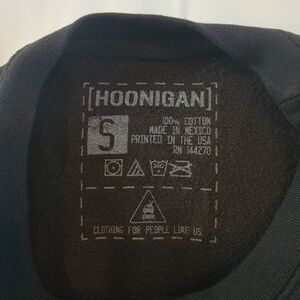 [HOONIGAN]
S
100% COTTON
MADE IN MEXICO
PRINTED IN THE USA
RN 144270
CLOTHING FOR PEOPLE LIKE US.